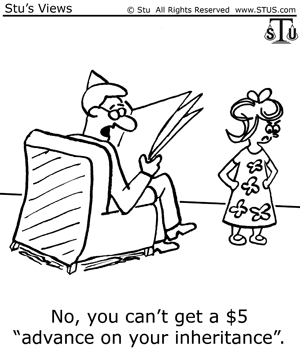 Stu's Views
© Stu All Rights Reserved www.STUS.com
STU
No, you can't get a $5
"advance on your inheritance".